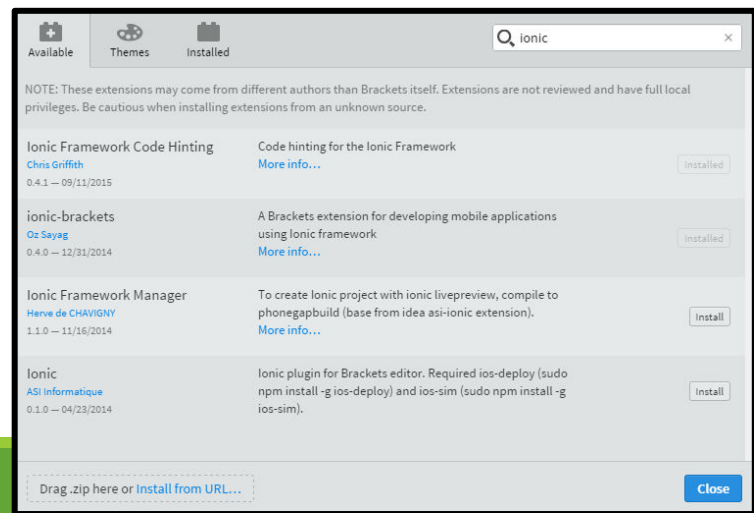 Available
Themes
Installed
ionic
NOTE: These extensions may come from different authors than Brackets itself. Extensions are not reviewed and have full local
privileges. Be cautious when installing extensions from an unknown source.
Ionic Framework Code Hinting
Chris Griffith
0.4.1 — 09/11/2015
Code hinting for the Ionic Framework
More info…
Installed
ionic-brackets
Oz Sayag
0.4.0 — 12/31/2014
A Brackets extension for developing mobile applications
using Ionic framework
More info…
Installed
Ionic Framework Manager
Herve de CHAVIGNY
1.1.0 — 11/16/2014
To create Ionic project with ionic livepreview, compile to
phonegapbuild (base from idea asi-ionic extension).
More info…
Install
Ionic
ASI Informatique
0.1.0 — 04/23/2014
Ionic plugin for Brackets editor. Required ios-deploy (sudo
npm install -g ios-deploy) and ios-sim (sudo npm install -g
ios-sim).
Install
Drag .zip here or Install from URL…
Close